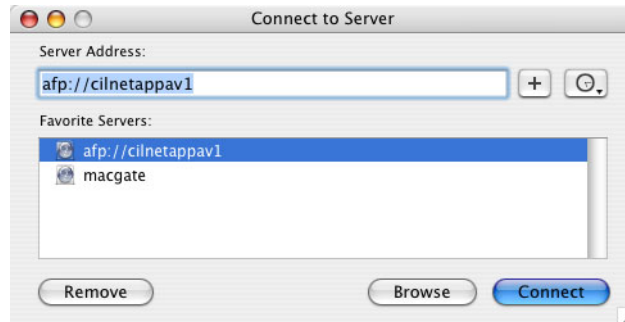 Connect to Server
Server Address:
afp://cilnetappav1
Favorite Servers:
afp://cilnetappav1
macgate
Remove
Browse
Connect